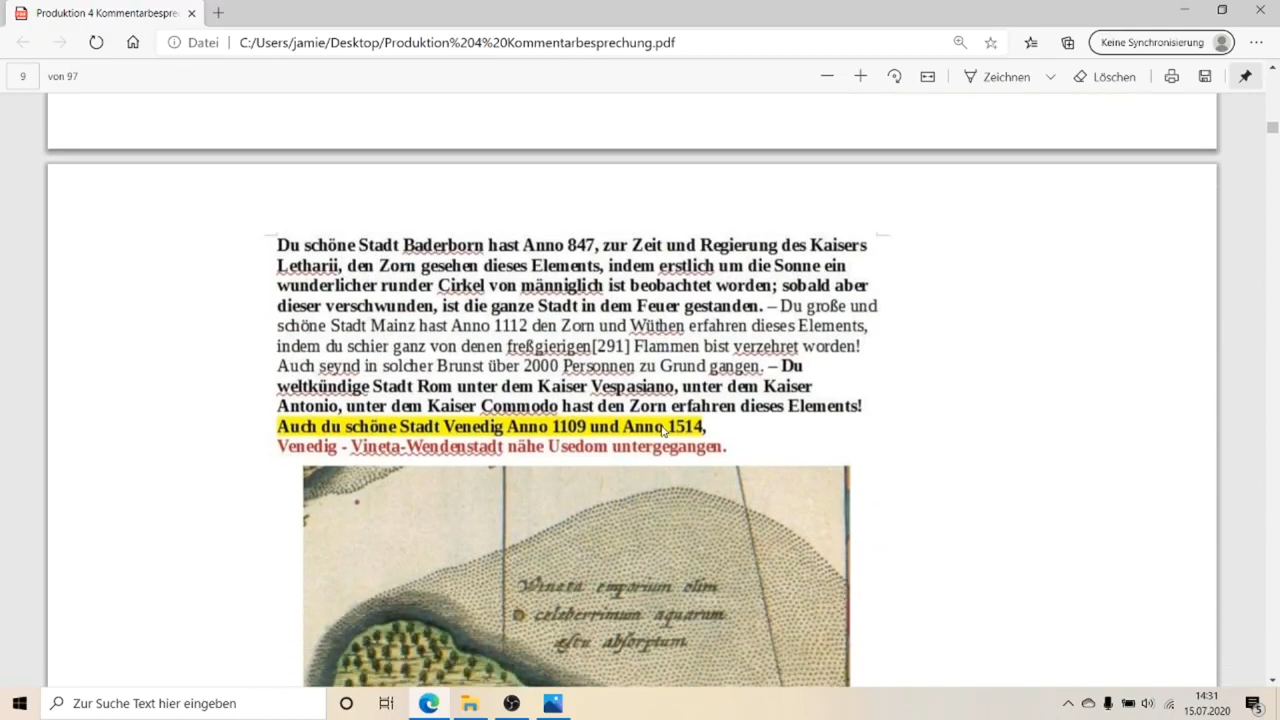 Produktion 4 Kommentarbespre
Datei
C:/Users/jamie/Desktop/Produktion%204%20Kommentarbesprechung.pdf
Keine Synchronisierung
9 von 97
Zeichnen
Löschen
Du schöne Stadt Baderborn hast Anno 847, zur Zeit und Regierung des Kaisers
Letharii, den Zorn gesehen dieses Elements, indem erstlich um die Sonne ein
wunderlicher runder Cirkel von männiglich ist beobachtet worden; sobald aber
dieser verschwunden, ist die ganze Stadt in dem Feuer gestanden. – Du große und
schöne Stadt Mainz hast Anno 1112 den Zorn und Wüthen erfahren dieses Elements,
indem du schier ganz von denen freßgierigen[291] Flammen bist verzehret worden!
Auch seynd in solcher Brunst über 2000 Personnen zu Grund gangen. – Du
weltkündige Stadt Rom unter dem Kaiser Vespasiano, unter dem Kaiser
Antonio, unter dem Kaiser Commodo hast den Zorn erfahren dieses Elements!
Auch du schöne Stadt Venedig Anno 1109 und Anno 1514,
Venedig - Vineta-Wendenstadt nähe Usedom untergegangen.
Wineta emporium olim
celeberrimum aquarum
estu absorptum
Zur Suche Text hier eingeben
14:31
15.07.2020
5